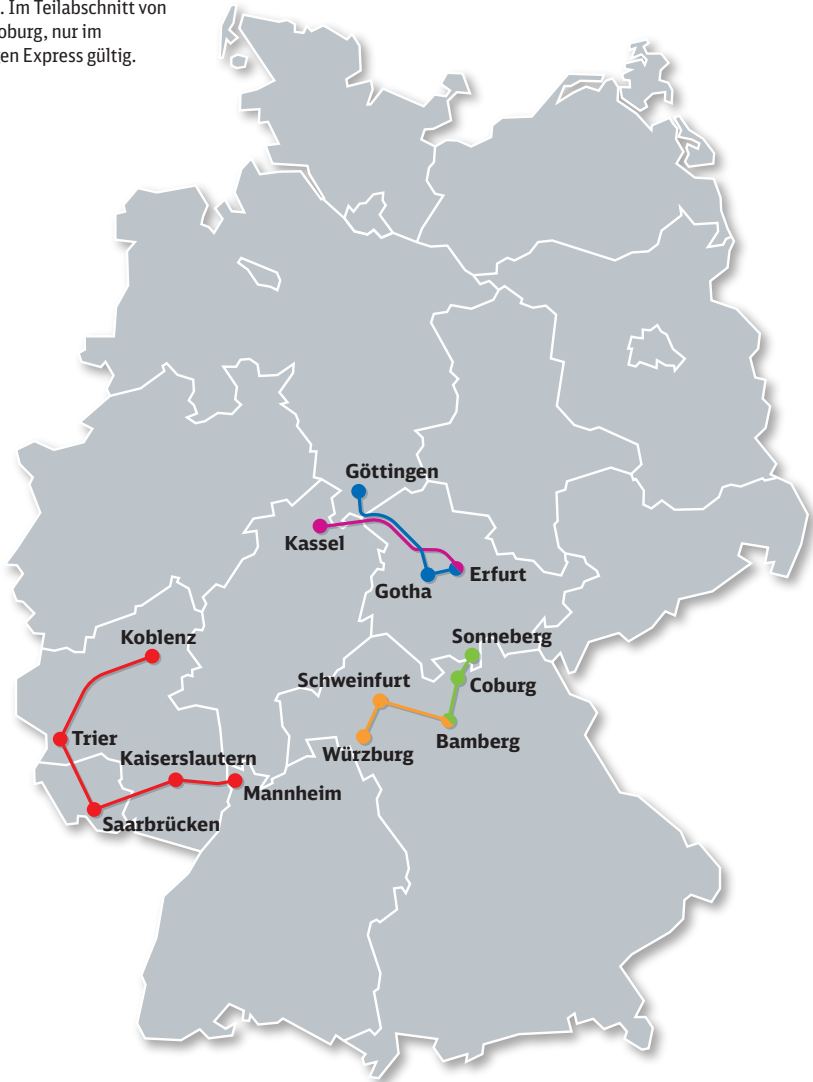 . Im Teilabschnitt von
oburg, nur im
en Express gültig.
Göttingen
Kassel
Erfurt
Gotha
Koblenz
Sonneberg
Schweinfurt
Coburg
Trier
Kaiserslautern
Würzburg
Bamberg
Mannheim
Saarbrücken